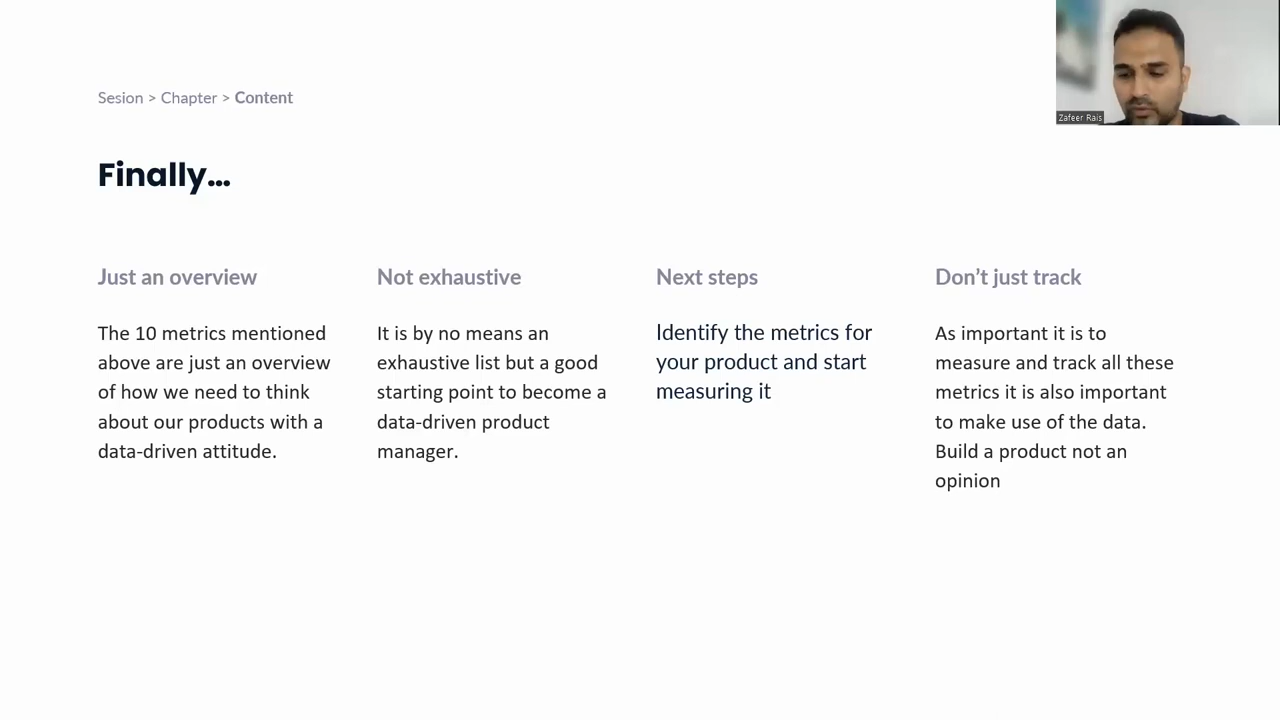 Zafeer Rais
Sesion > Chapter > Content
Finally...
Just an overview
The 10 metrics mentioned
above are just an overview
of how we need to think
about our products with a
data-driven attitude.
Not exhaustive
It is by no means an
exhaustive list but a good
starting point to become a
data-driven product
manager.
Next steps
Identify the metrics for
your product and start
measuring it
Don’t just track
As important it is to
measure and track all these
metrics it is also important
to make use of the data.
Build a product not an
opinion